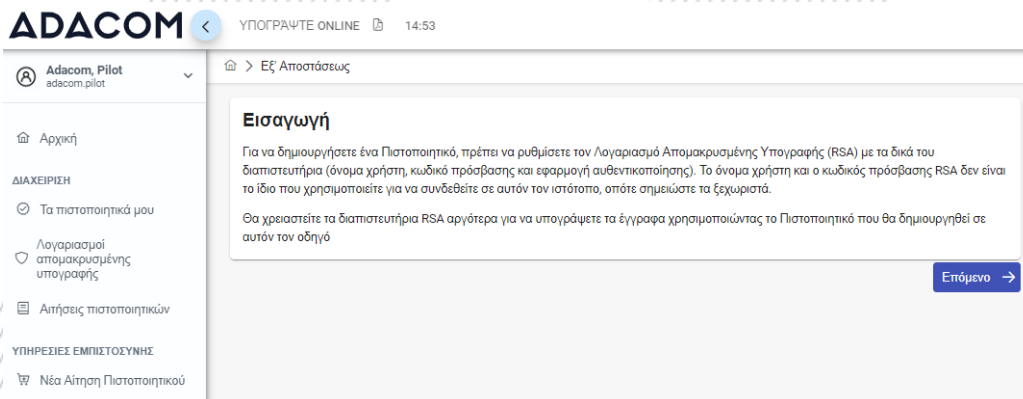 ADACOM
ΥΠΟΓΡΑΨΤΕ ONLINE 14:53
Adacom, Pilot
adacom.pilot
Εξ' Αποστάσεως
Αρχική
ΔΙΑΧΕΙΡΙΣΗ
Τα πιστοποιητικά μου
Λογαριασμοί
απομακρυσμένης
υπογραφής
Αιτήσεις πιστοποιητικών
ΥΠΗΡΕΣΙΕΣ ΕΜΠΙΣΤΟΣΥΝΗΣ
Νέα Αίτηση Πιστοποιητικού
Εισαγωγή
Για να δημιουργήσετε ένα Πιστοποιητικό, πρέπει να ρυθμίσετε τον Λογαριασμό Απομακρυσμένης Υπογραφής (RSA) με τα δικά του
διαπιστευτήρια (όνομα χρήστη, κωδικό πρόσβασης και εφαρμογή αυθεντικοποίησης). Το όνομα χρήστη και ο κωδικός πρόσβασης RSA δεν είναι
το ίδιο που χρησιμοποιείτε για να συνδεθείτε σε αυτόν τον ιστότοπο, οπότε σημειώστε τα ξεχωριστά.
Θα χρειαστείτε τα διαπιστευτήρια RSA αργότερα για να υπογράψετε τα έγγραφα χρησιμοποιώντας το Πιστοποιητικό που θα δημιουργηθεί σε
αυτόν τον οδηγό
Επόμενο